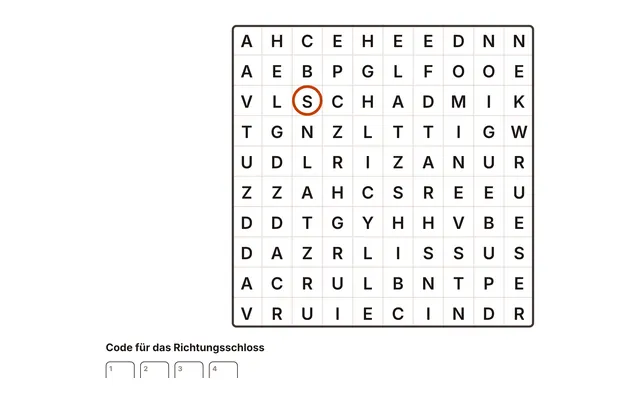 A H C E H E E D N N
A E B P G L F O O E
V L S C H A D M I K
T G N Z L T T I G W
U D L R I Z A N U R
Z Z A H C S R E E U
D D T G Y H H V B E
D A Z R L I S S U S
A C R U L B N T P E
V R U I E C I N D R
Code für das Richtungsschloss
1 2 3 4